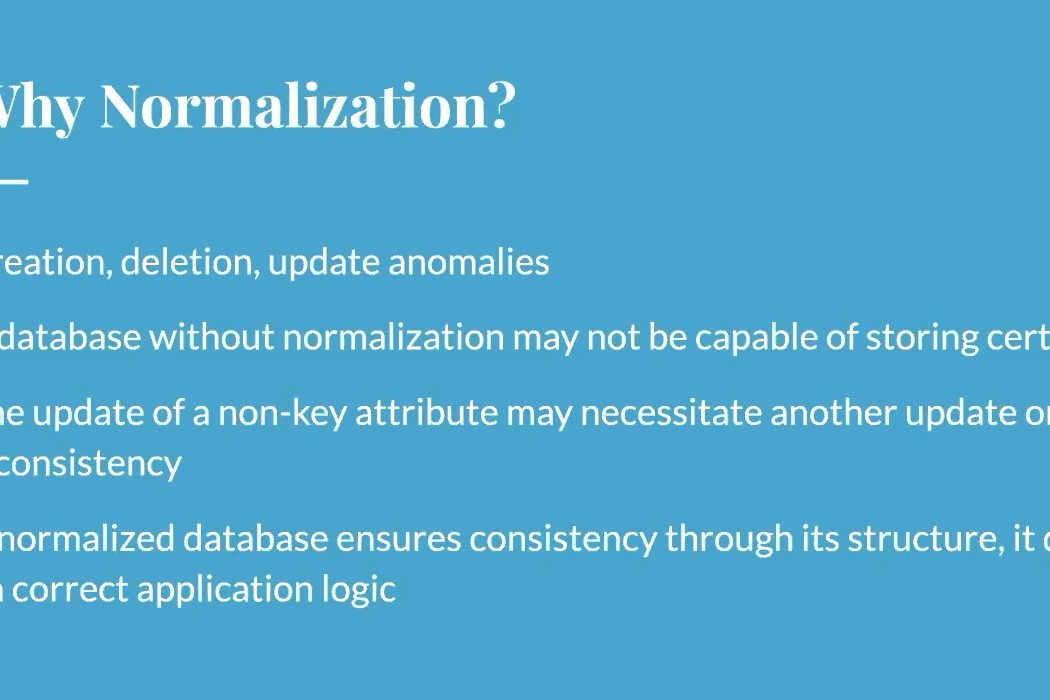 Why Normalization?
reation, deletion, update anomalies
database without normalization may not be capable of storing cert
he update of a non-key attribute may necessitate another update or
consistency
normalized database ensures consistency through its structure, it
correct application logic